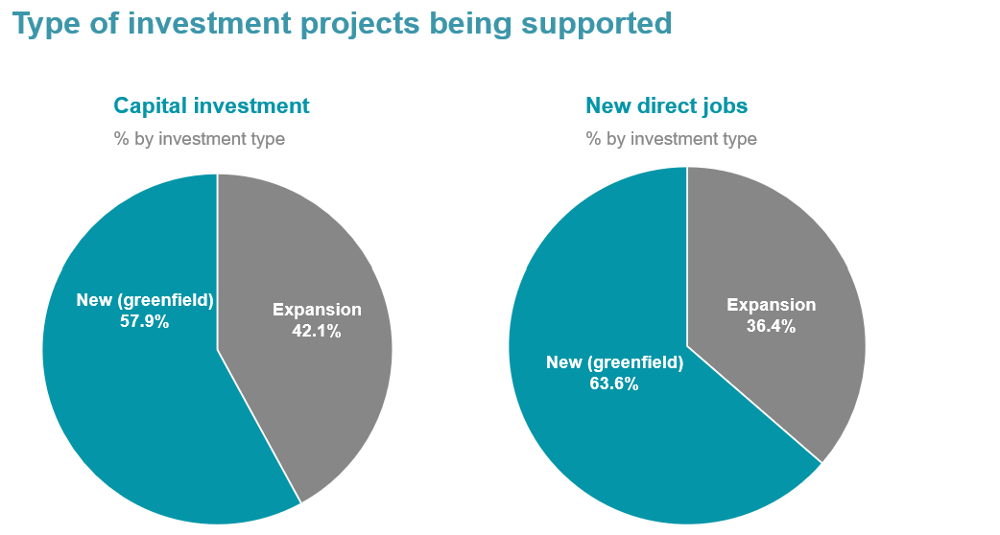 Type of investment projects being supported
Capital investment
% by investment type
New (greenfield)
57.9%
Expansion
42.1%
New direct jobs
% by investment type
Expansion
36.4%
New (greenfield)
63.6%